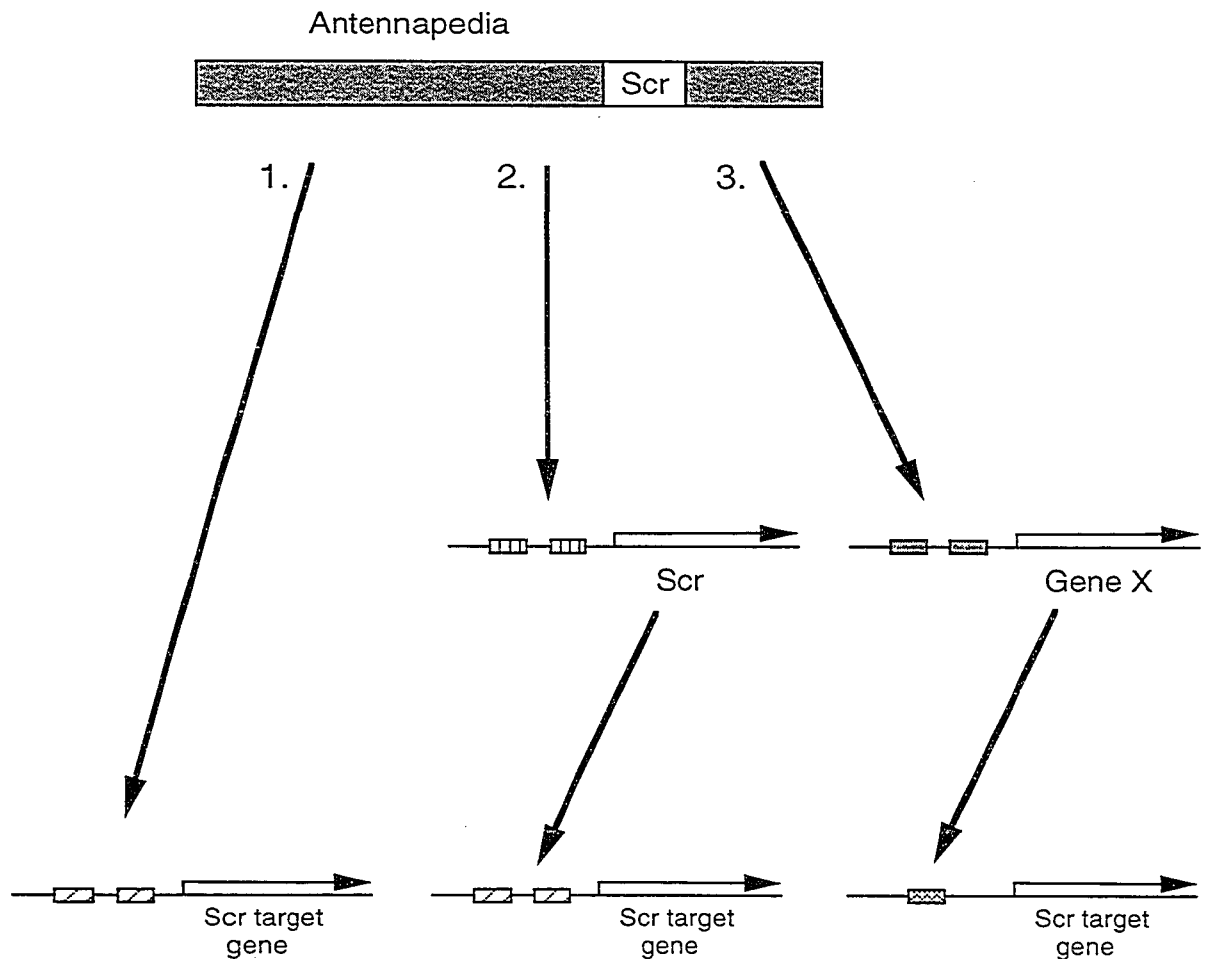 Antennapedia
Scr
1.
2.
3.
Scr
Gene X
Scr target
gene
Scr target
gene
Scr target
gene